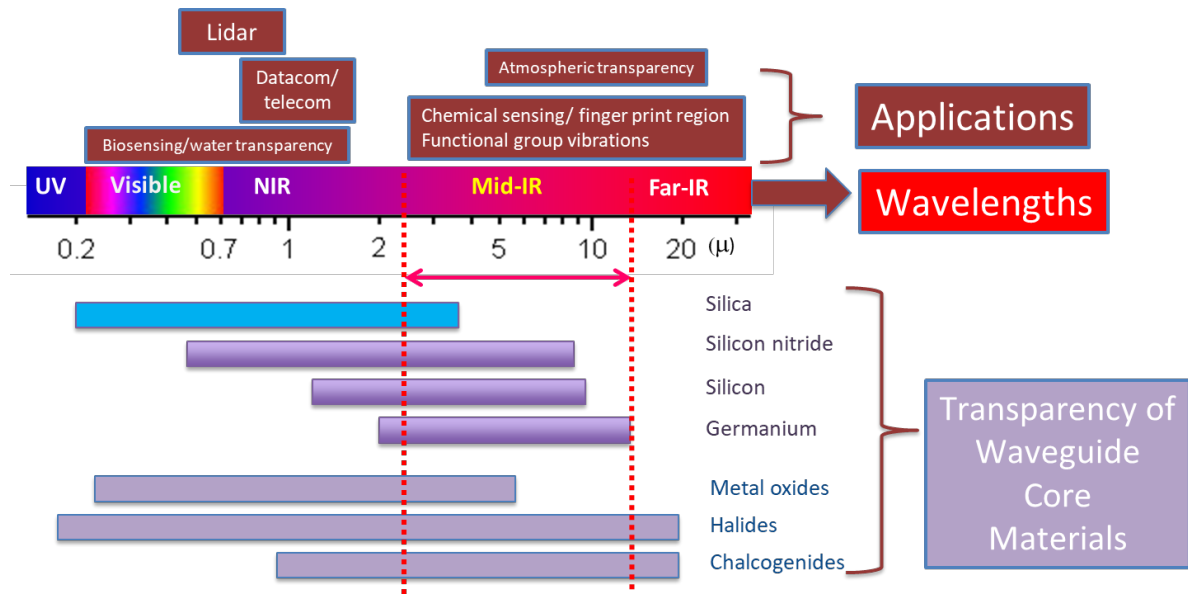 Lidar
Datacom/
telecom
Atmospheric transparency
Chemical sensing/ finger print region
Functional group vibrations
Biosensing/water transparency
Applications
UV
Visible
NIR
Mid-IR
Far-IR
Wavelengths
0.2
0.7
1
2
5
10
20
(μ)
Silica
Silicon nitride
Silicon
Germanium
Metal oxides
Halides
Chalcogenides
Transparency of
Waveguide
Core
Materials